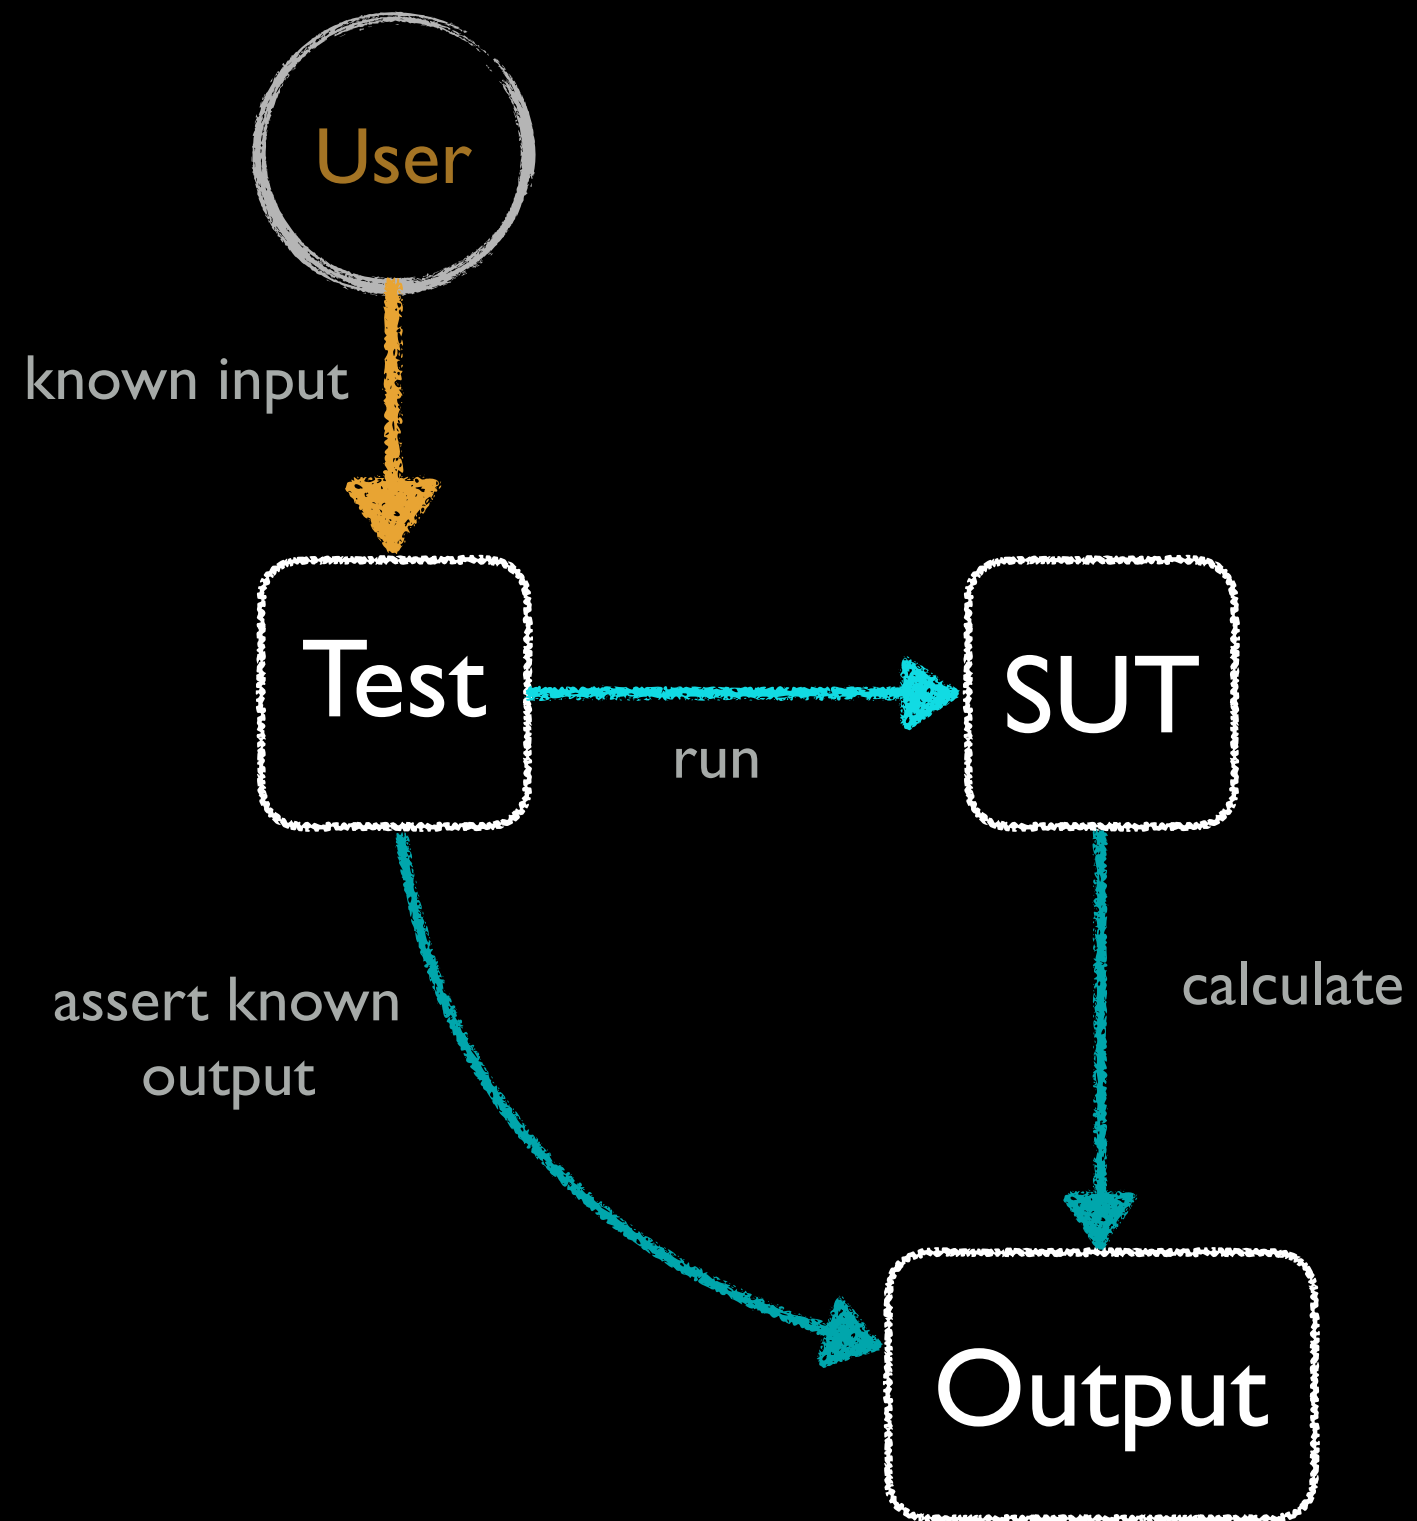 User
known input
Test
SUT
run
assert known
output
calculate
Output